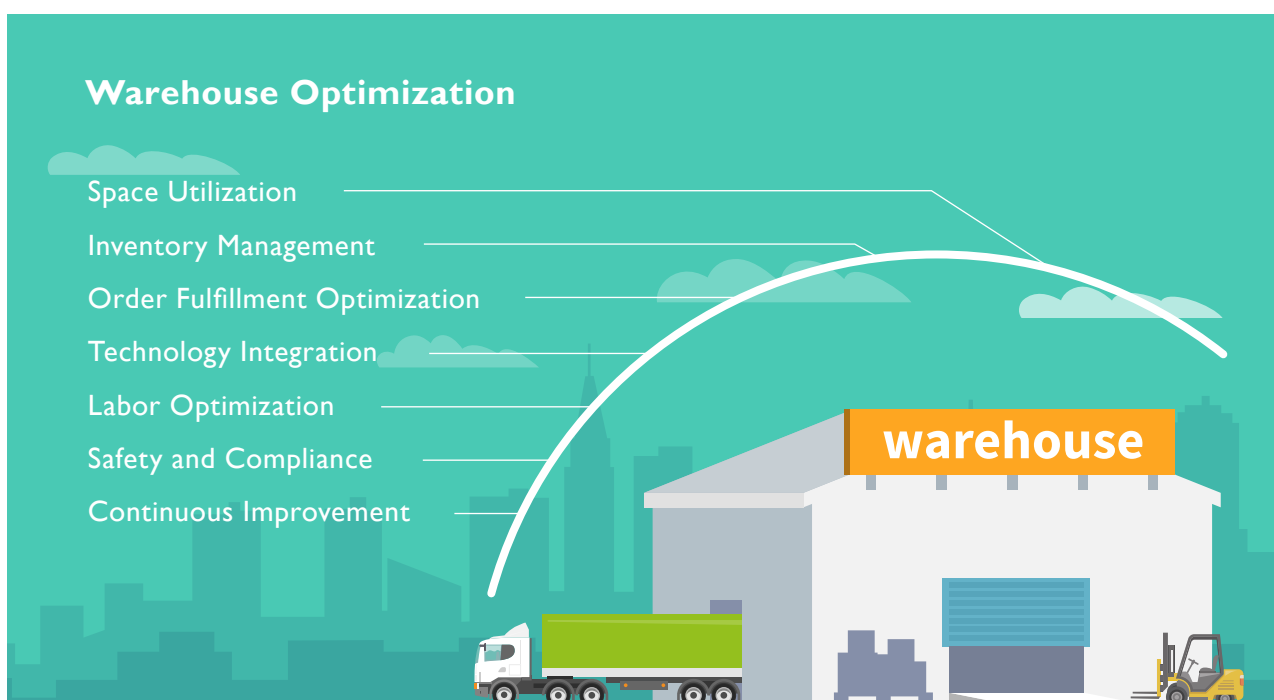 Warehouse Optimization
Space Utilization
Inventory Management
Order Fulfillment Optimization
Technology Integration
Labor Optimization
Safety and Compliance
Continuous Improvement
warehouse